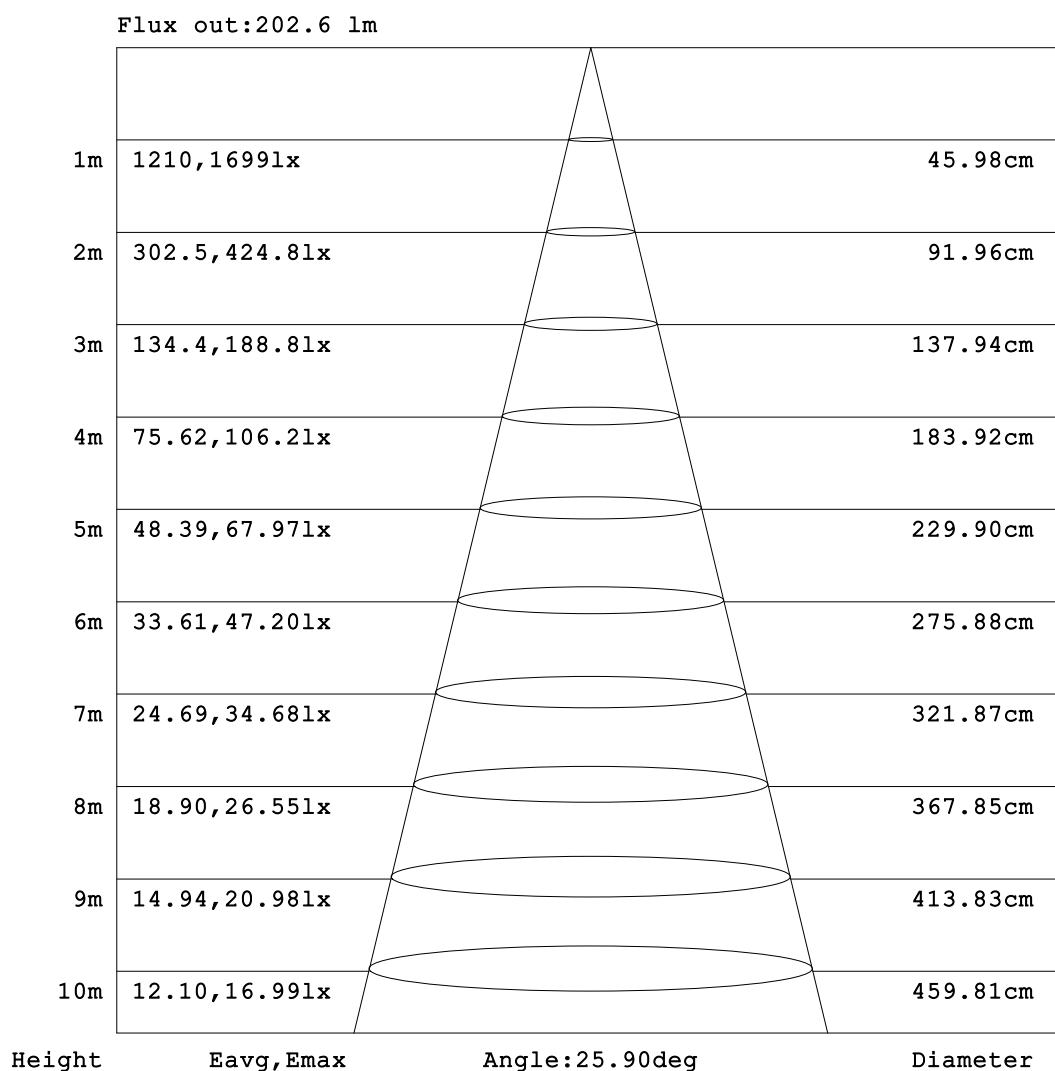 Flux out:202.6 lm
1m 1210,1699lx 45.98cm
2m 302.5,424.8lx 91.96cm
3m 134.4,188.8lx 137.94cm
4m 75.62,106.2lx 183.92cm
5m 48.39,67.97lx 229.90cm
6m 33.61,47.20lx 275.88cm
7m 24.69,34.68lx 321.87cm
8m 18.90,26.55lx 367.85cm
9m 14.94,20.98lx 413.83cm
10m 12.10,16.99lx 459.81cm
Height Eavg,Emax Angle:25.90deg Diameter